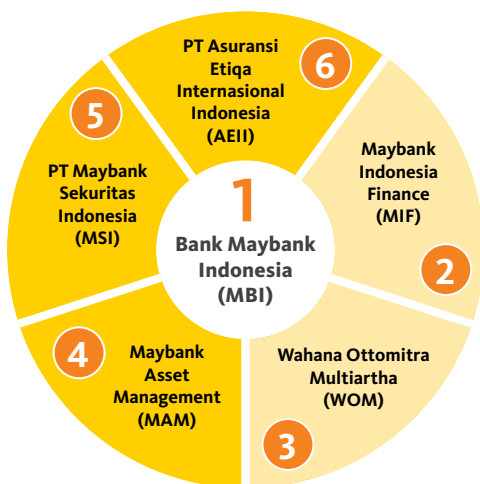 1
Bank Maybank
Indonesia
(MBI)
Maybank
Indonesia
Finance
(MIF)
2
Wahana Ottomitra
Multiartha
(WOM)
3
4
Maybank
Asset
Management
(MAM)
5
PT Maybank
Sekuritas
Indonesia
(MSI)
PT Asuransi
Etiqa
Internasional
Indonesia
(AEII)
6